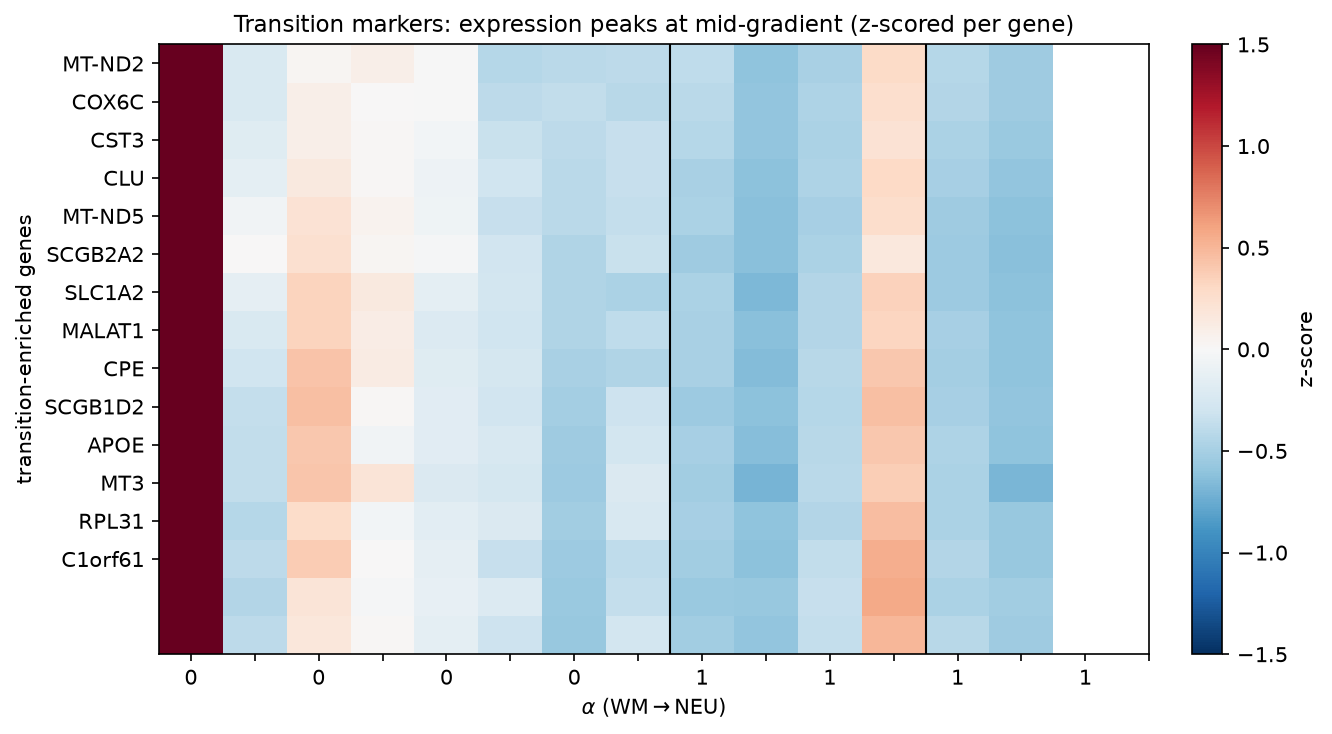 Transition markers: expression peaks at mid-gradient (z-scored per gene)
transition-enriched genes
MT-ND2
COX6C
CST3
CLU
MT-ND5
SCGB2A2
SLC1A2
MALAT1
CPE
SCGB1D2
APOE
MT3
RPL31
C1orf61
0 0 0 0 1 1 1 1
α (WM→NEU)
1.5
1.0
0.5
0.0
−0.5
−1.0
−1.5
z-score